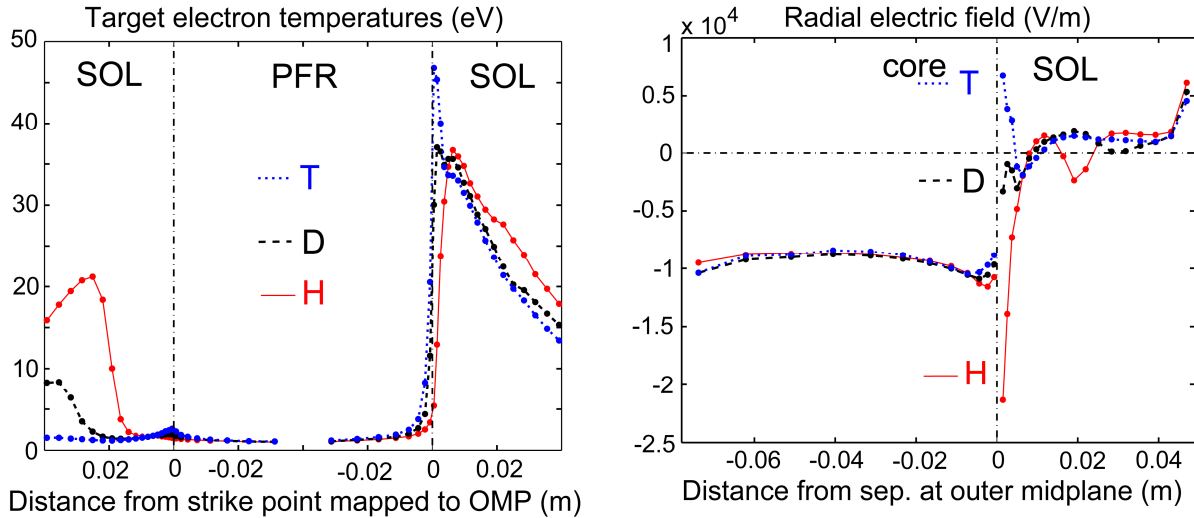 Target electron temperatures (eV)
50
40
30
20
10
0
SOL
PFR
SOL
T
D
H
0.02
0
-0.02
-0.02
0
0.02
Distance from strike point mapped to OMP (m)
Radial electric field (V/m)
x 10⁴
1
0.5
0
-0.5
-1
-1.5
-2
-2.5
core
SOL
T
D
H
-0.06
-0.04
-0.02
0
0.02
0.04
Distance from sep. at outer midplane (m)